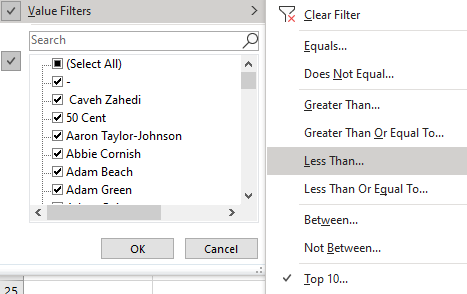 Value Filters
Search
(Select All)
-
Caveh Zahedi
50 Cent
Aaron Taylor-Johnson
Abbie Cornish
Adam Beach
Adam Green
OK
Cancel
25
Clear Filter
Equals...
Does Not Equal...
Greater Than...
Greater Than Or Equal To...
Less Than...
Less Than Or Equal To...
Between...
Not Between...
Top 10...